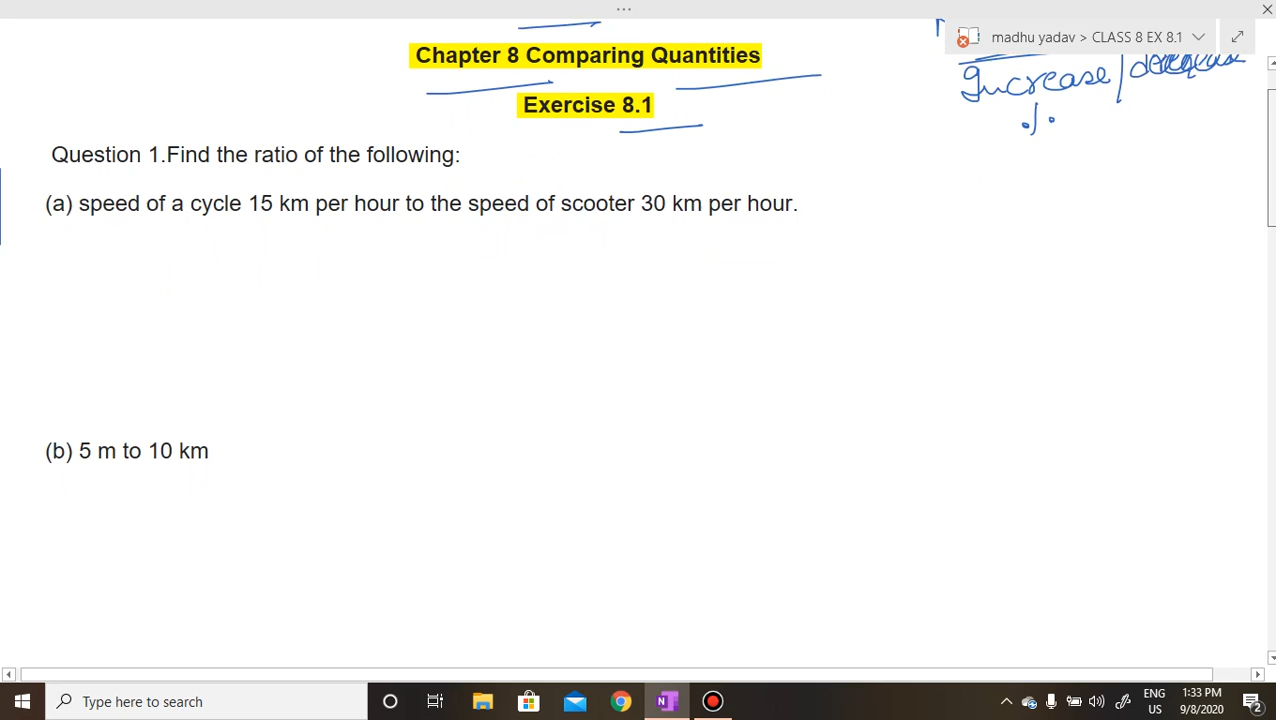 madhu yadav > CLASS 8 EX 8.1
Chapter 8 Comparing Quantities
Increase/decrease
%
Exercise 8.1
Question 1.Find the ratio of the following:
(a) speed of a cycle 15 km per hour to the speed of scooter 30 km per hour.
(b) 5 m to 10 km
Type here to search
ENG
US
1:33 PM
9/8/2020
2